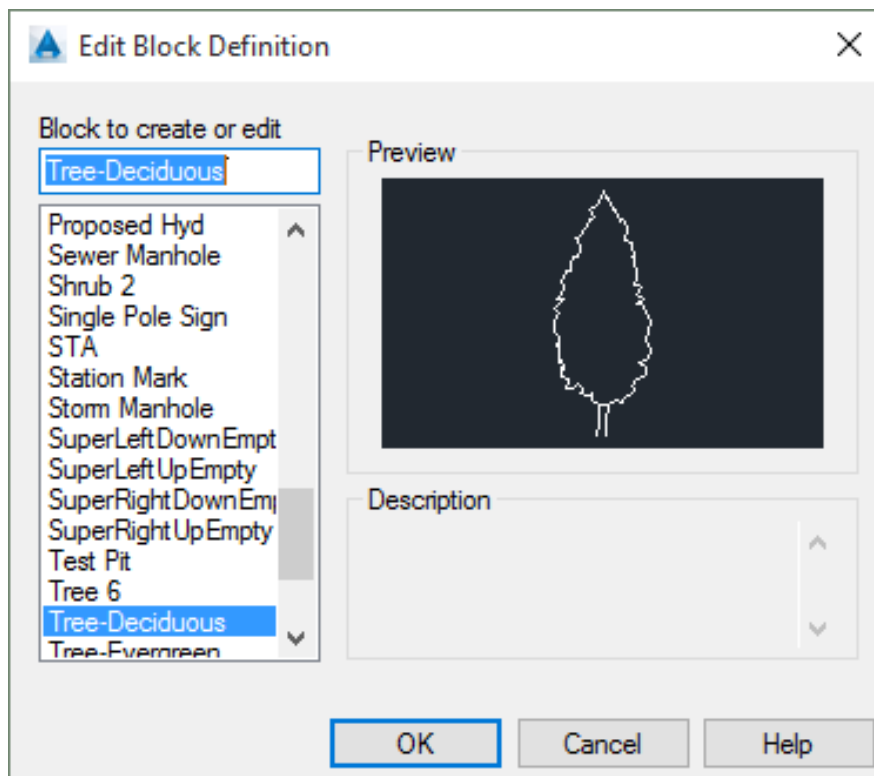 Edit Block Definition
Block to create or edit
Tree-Deciduous
Proposed Hyd
Sewer Manhole
Shrub 2
Single Pole Sign
STA
Station Mark
Storm Manhole
SuperLeftDownEmpt
SuperLeftUpEmpty
SuperRightDownEm
SuperRightUpEmpty
Test Pit
Tree 6
Tree-Deciduous
Tree-Evergreen
Preview
Description
OK
Cancel
Help